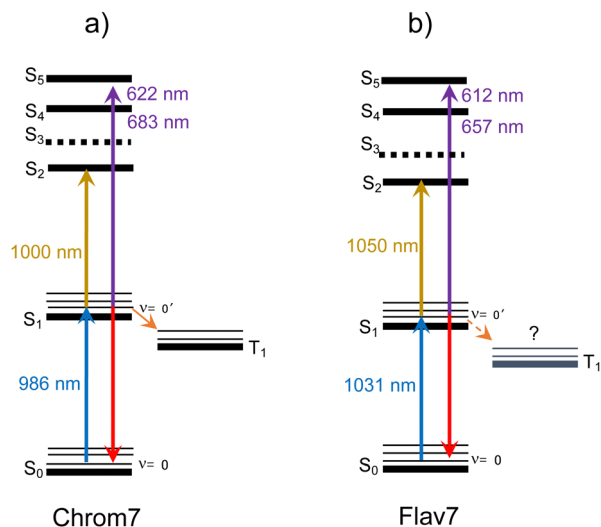 a)
S₅
622 nm
S₄
683 nm
S₃
S₂
1000 nm
ν= 0′
S₁
T₁
986 nm
ν= 0
S₀
Chrom7
b)
S₅
612 nm
S₄
657 nm
S₃
S₂
1050 nm
ν= 0′
S₁
?
T₁
1031 nm
ν= 0
S₀
Flav7